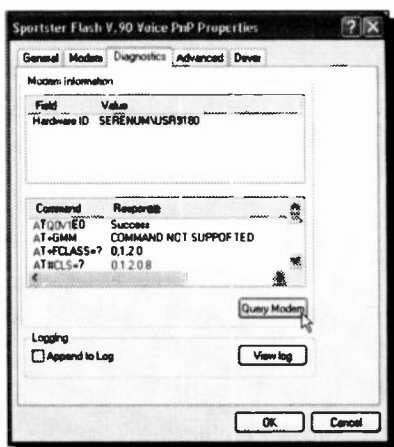 Sportster Flash V.90 Voice PnP Properties
General Modem Diagnostics Advanced Driver
Modem Information
Field Value
Hardware ID SERENUM\USR9180
Command Response
ATQ0V1E0 Success
AT+GMM COMMAND NOT SUPPORTED
AT+FCLASS=? 0,1,2.0
AT#CLS=? 0,1,2.0,8
Query Modem
Logging
Append to Log View log
OK Cancel